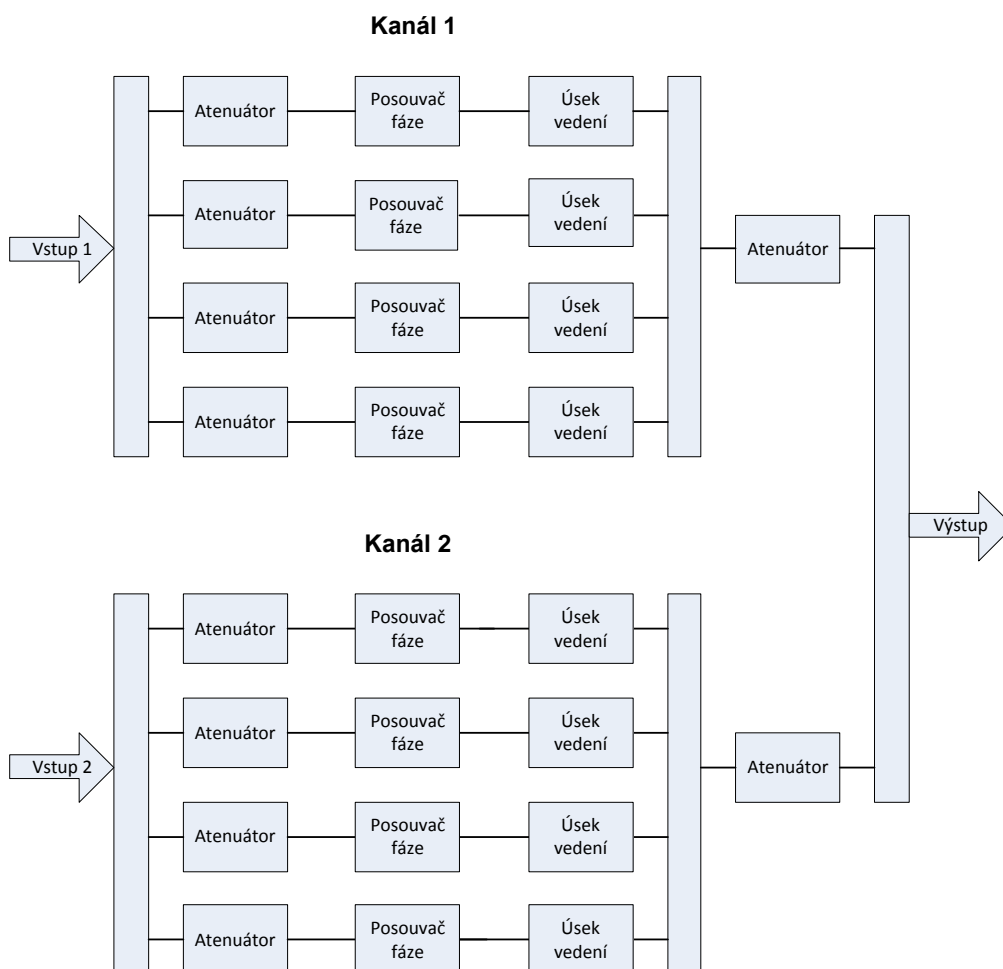 Kanál 1
Atenuátor
Posouvač
fáze
Úsek
vedení
Atenuátor
Posouvač
fáze
Úsek
vedení
Vstup 1
Atenuátor
Atenuátor
Posouvač
fáze
Úsek
vedení
Atenuátor
Posouvač
fáze
Úsek
vedení
Výstup
Kanál 2
Atenuátor
Posouvač
fáze
Úsek
vedení
Atenuátor
Posouvač
fáze
Úsek
vedení
Vstup 2
Atenuátor
Atenuátor
Posouvač
fáze
Úsek
vedení
Atenuátor
Posouvač
fáze
Úsek
vedení